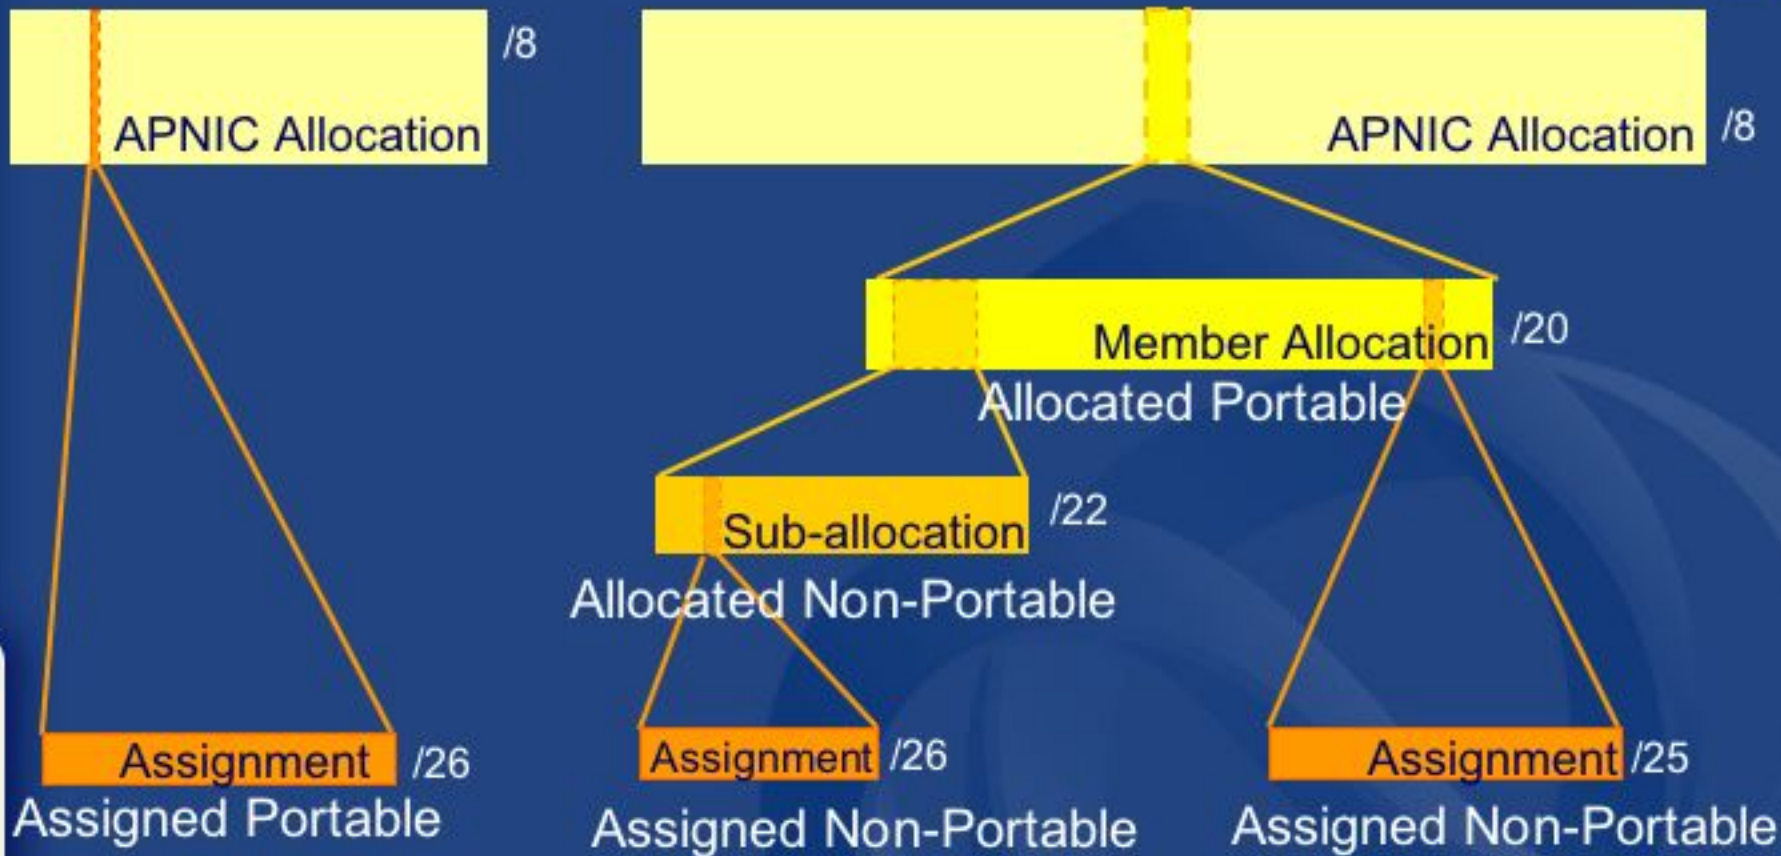 /8
APNIC Allocation
APNIC Allocation
/8
Member Allocation
/20
Allocated Portable
Sub-allocation
/22
Allocated Non-Portable
Assignment
/26
Assigned Portable
Assignment
/26
Assigned Non-Portable
Assignment
/25
Assigned Non-Portable